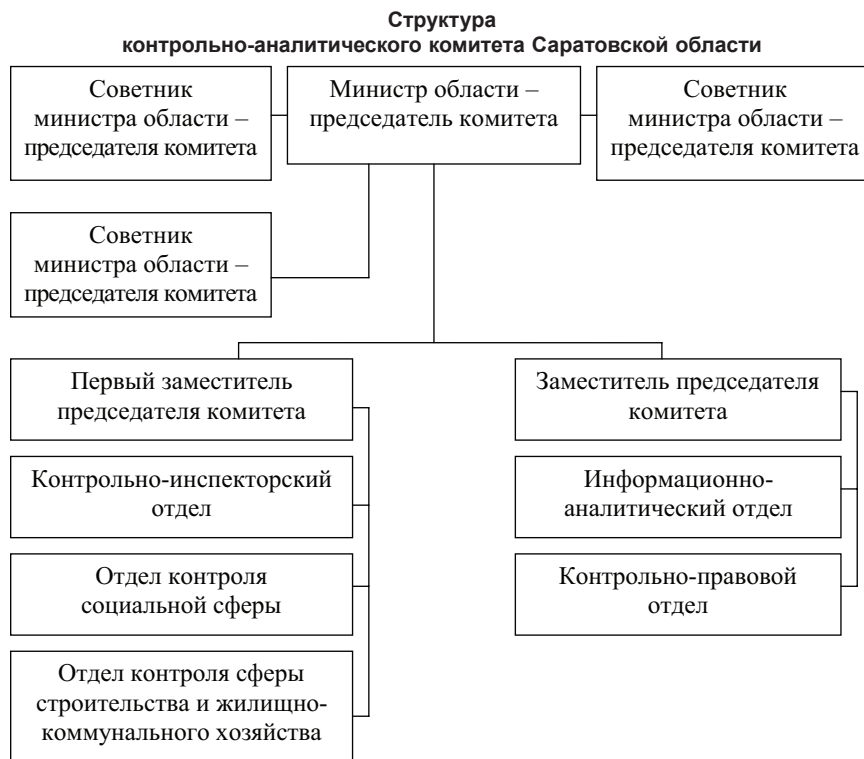 Структура
контрольно-аналитического комитета Саратовской области
Советник
министра области –
председателя комитета
Министр области –
председатель комитета
Советник
министра области –
председателя комитета
Советник
министра области –
председателя комитета
Первый заместитель
председателя комитета
Контрольно-инспекторский
отдел
Отдел контроля
социальной сферы
Отдел контроля сферы
строительства и жилищно-
коммунального хозяйства
Заместитель председателя
комитета
Информационно-
аналитический отдел
Контрольно-правовой
отдел